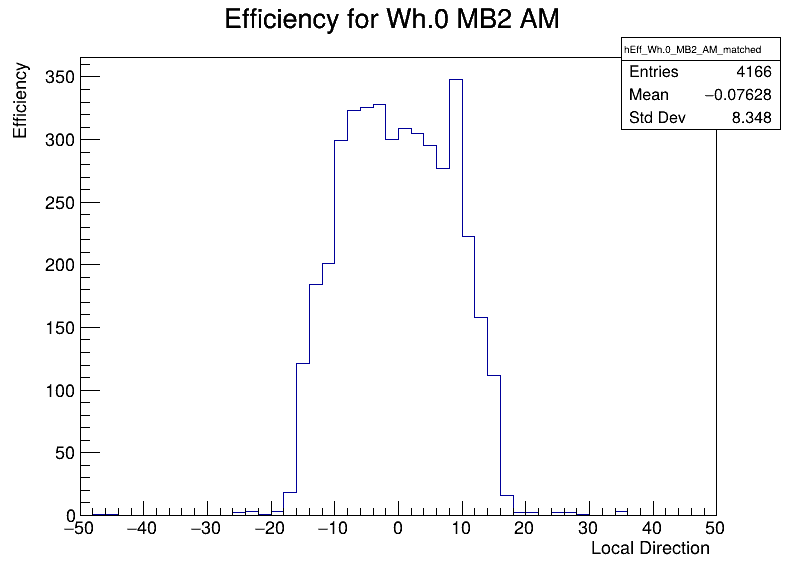 Efficiency for Wh.0 MB2 AM
hEff_Wh.0_MB2_AM_matched
Entries 4166
Mean −0.07628
Std Dev 8.348
Efficiency
350
300
250
200
150
100
50
0
−50 −40 −30 −20 −10 0 10 20 30 40 50
Local Direction